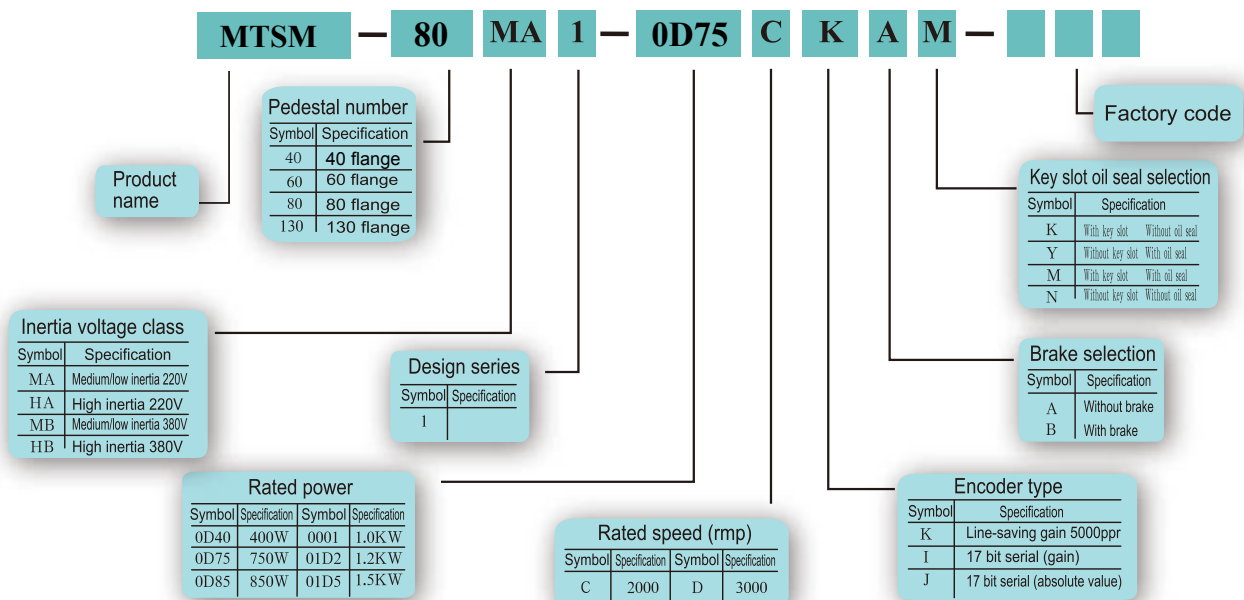 MTSM — 80 MA 1 — 0D75 C K A M —
Product
name
Pedestal number
Symbol Specification
40 40 flange
60 60 flange
80 80 flange
130 130 flange
Factory code
Key slot oil seal selection
Symbol Specification
K With key slot Without oil seal
Y Without key slot With oil seal
M With key slot With oil seal
N Without key slot Without oil seal
Inertia voltage class
Symbol Specification
MA Medium/low inertia 220V
HA High inertia 220V
MB Medium/low inertia 380V
HB High inertia 380V
Design series
Symbol Specification
1
Brake selection
Symbol Specification
A Without brake
B With brake
Rated power
Symbol Specification Symbol Specification
0D40 400W 0001 1.0KW
0D75 750W 01D2 1.2KW
0D85 850W 01D5 1.5KW
Rated speed (rmp)
Symbol Specification Symbol Specification
C 2000 D 3000
Encoder type
Symbol Specification
K Line-saving gain 5000ppr
I 17 bit serial (gain)
J 17 bit serial (absolute value)